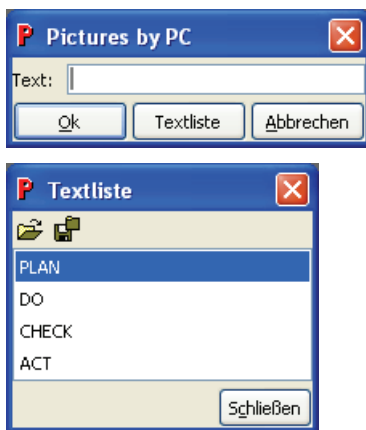 Pictures by PC
Text:
Ok Textliste Abbrechen
Textliste
PLAN
DO
CHECK
ACT
Schließen